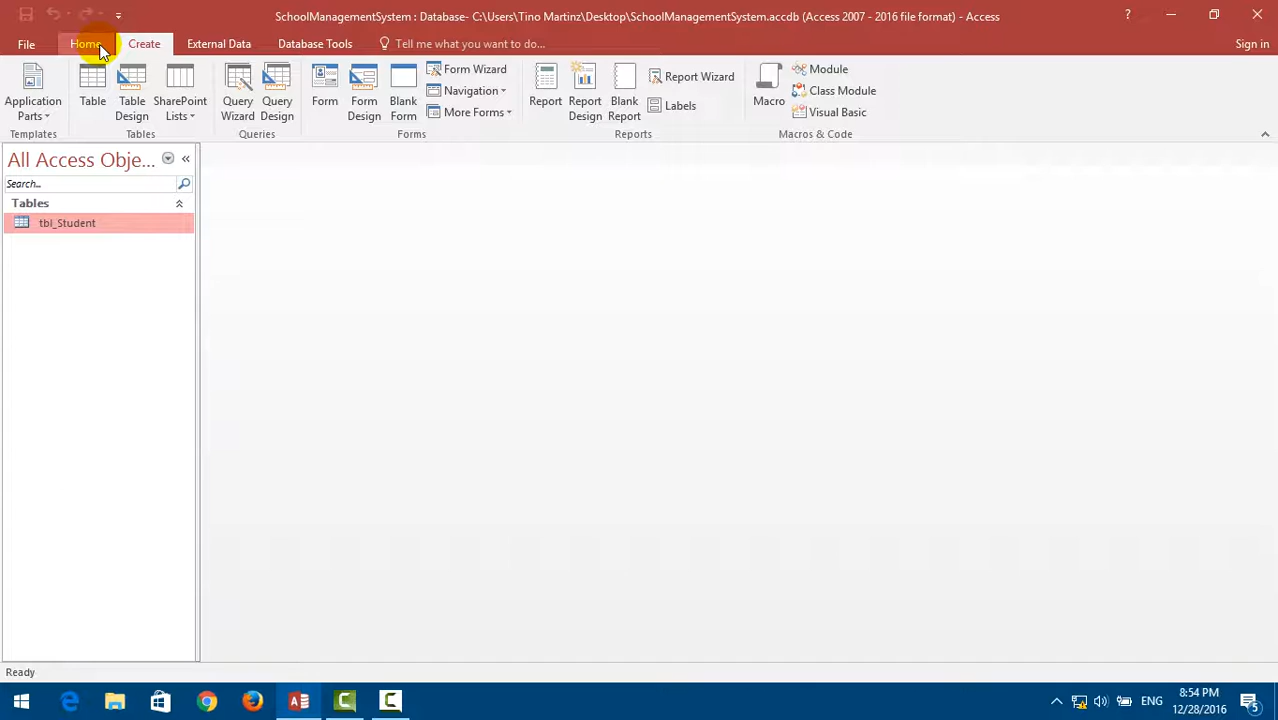 SchoolManagementSystem : Database- C:\Users\Tino Martinz\Desktop\SchoolManagementSystem.accdb (Access 2007 - 2016 file format) - Access
File Home Create External Data Database Tools Tell me what you want to do... Sign in
Application Parts
Table
Table Design
SharePoint Lists
Query Wizard
Query Design
Form
Form Design
Blank Form
Form Wizard
Navigation
More Forms
Report
Report Design
Blank Report
Report Wizard
Labels
Macro
Module
Class Module
Visual Basic
Templates Tables Queries Forms Reports Macros & Code
All Access Obje...
Search...
Tables
tbl_Student
Ready
ENG
8:54 PM
12/28/2016
5